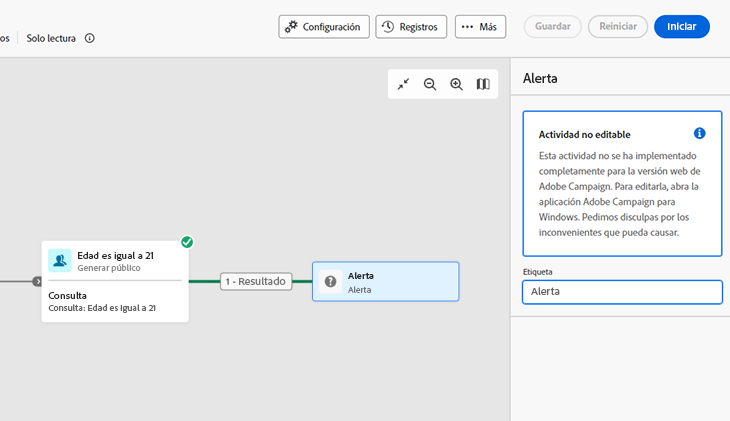 os
Solo lectura
Configuración
Registros
Más
Guardar
Reiniciar
Iniciar
Alerta
Actividad no editable
Esta actividad no se ha implementado
completamente para la versión web de
Adobe Campaign. Para editarla, abra la
aplicación Adobe Campaign para
Windows. Pedimos disculpas por los
inconvenientes que pueda causar.
Etiqueta
Alerta
Edad es igual a 21
Generar público
Consulta
Consulta: Edad es igual a 21
1 - Resultado
Alerta
Alerta